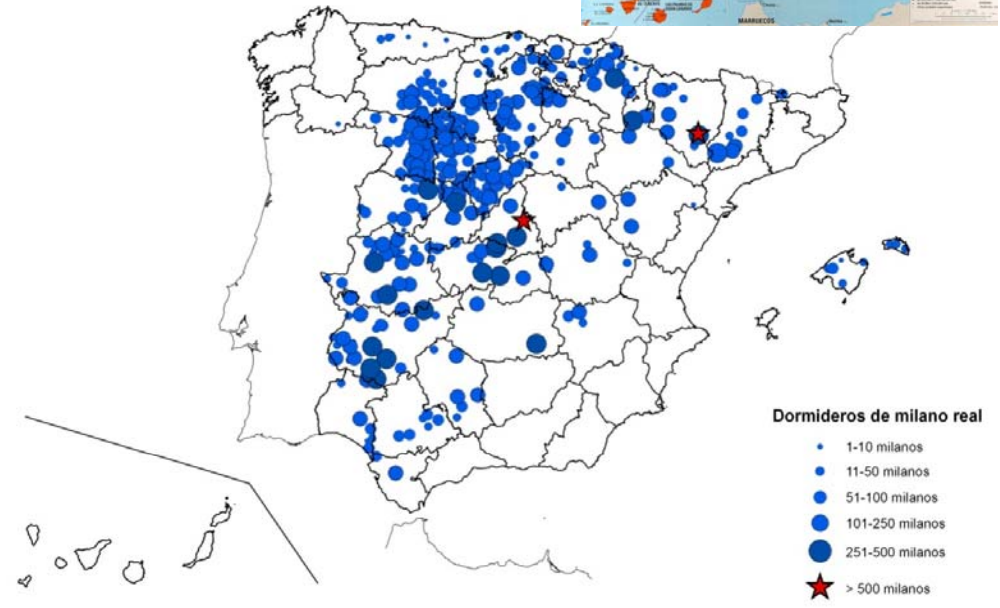 MARRUECOS
Dormideros de milano real
1-10 milanos
11-50 milanos
51-100 milanos
101-250 milanos
251-500 milanos
> 500 milanos